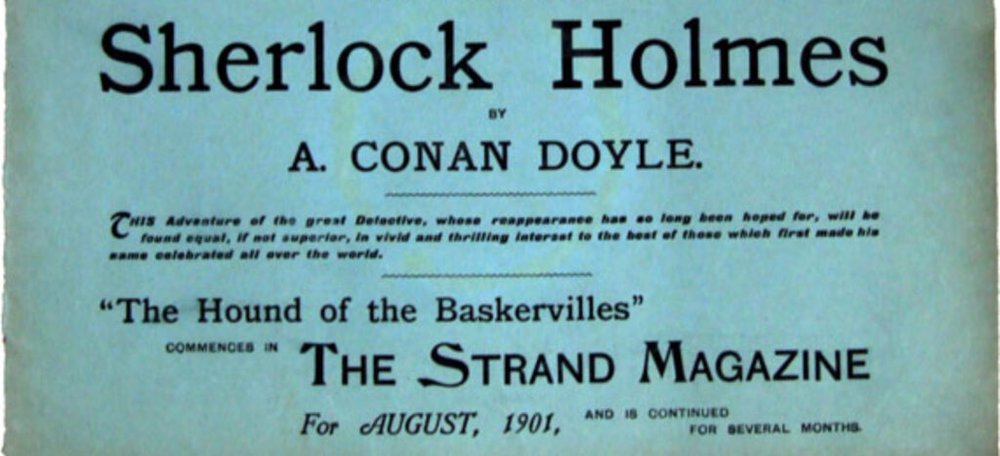 Sherlock Holmes
BY
A. CONAN DOYLE.
THIS Adventure of the great Detective, whose reappearance has so long been hoped for, will be
found equal, if not superior, in vivid and thrilling interest to the best of those which first made his
name celebrated all over the world.
"The Hound of the Baskervilles"
COMMENCES IN THE STRAND MAGAZINE
For AUGUST, 1901, AND IS CONTINUED
FOR SEVERAL MONTHS.